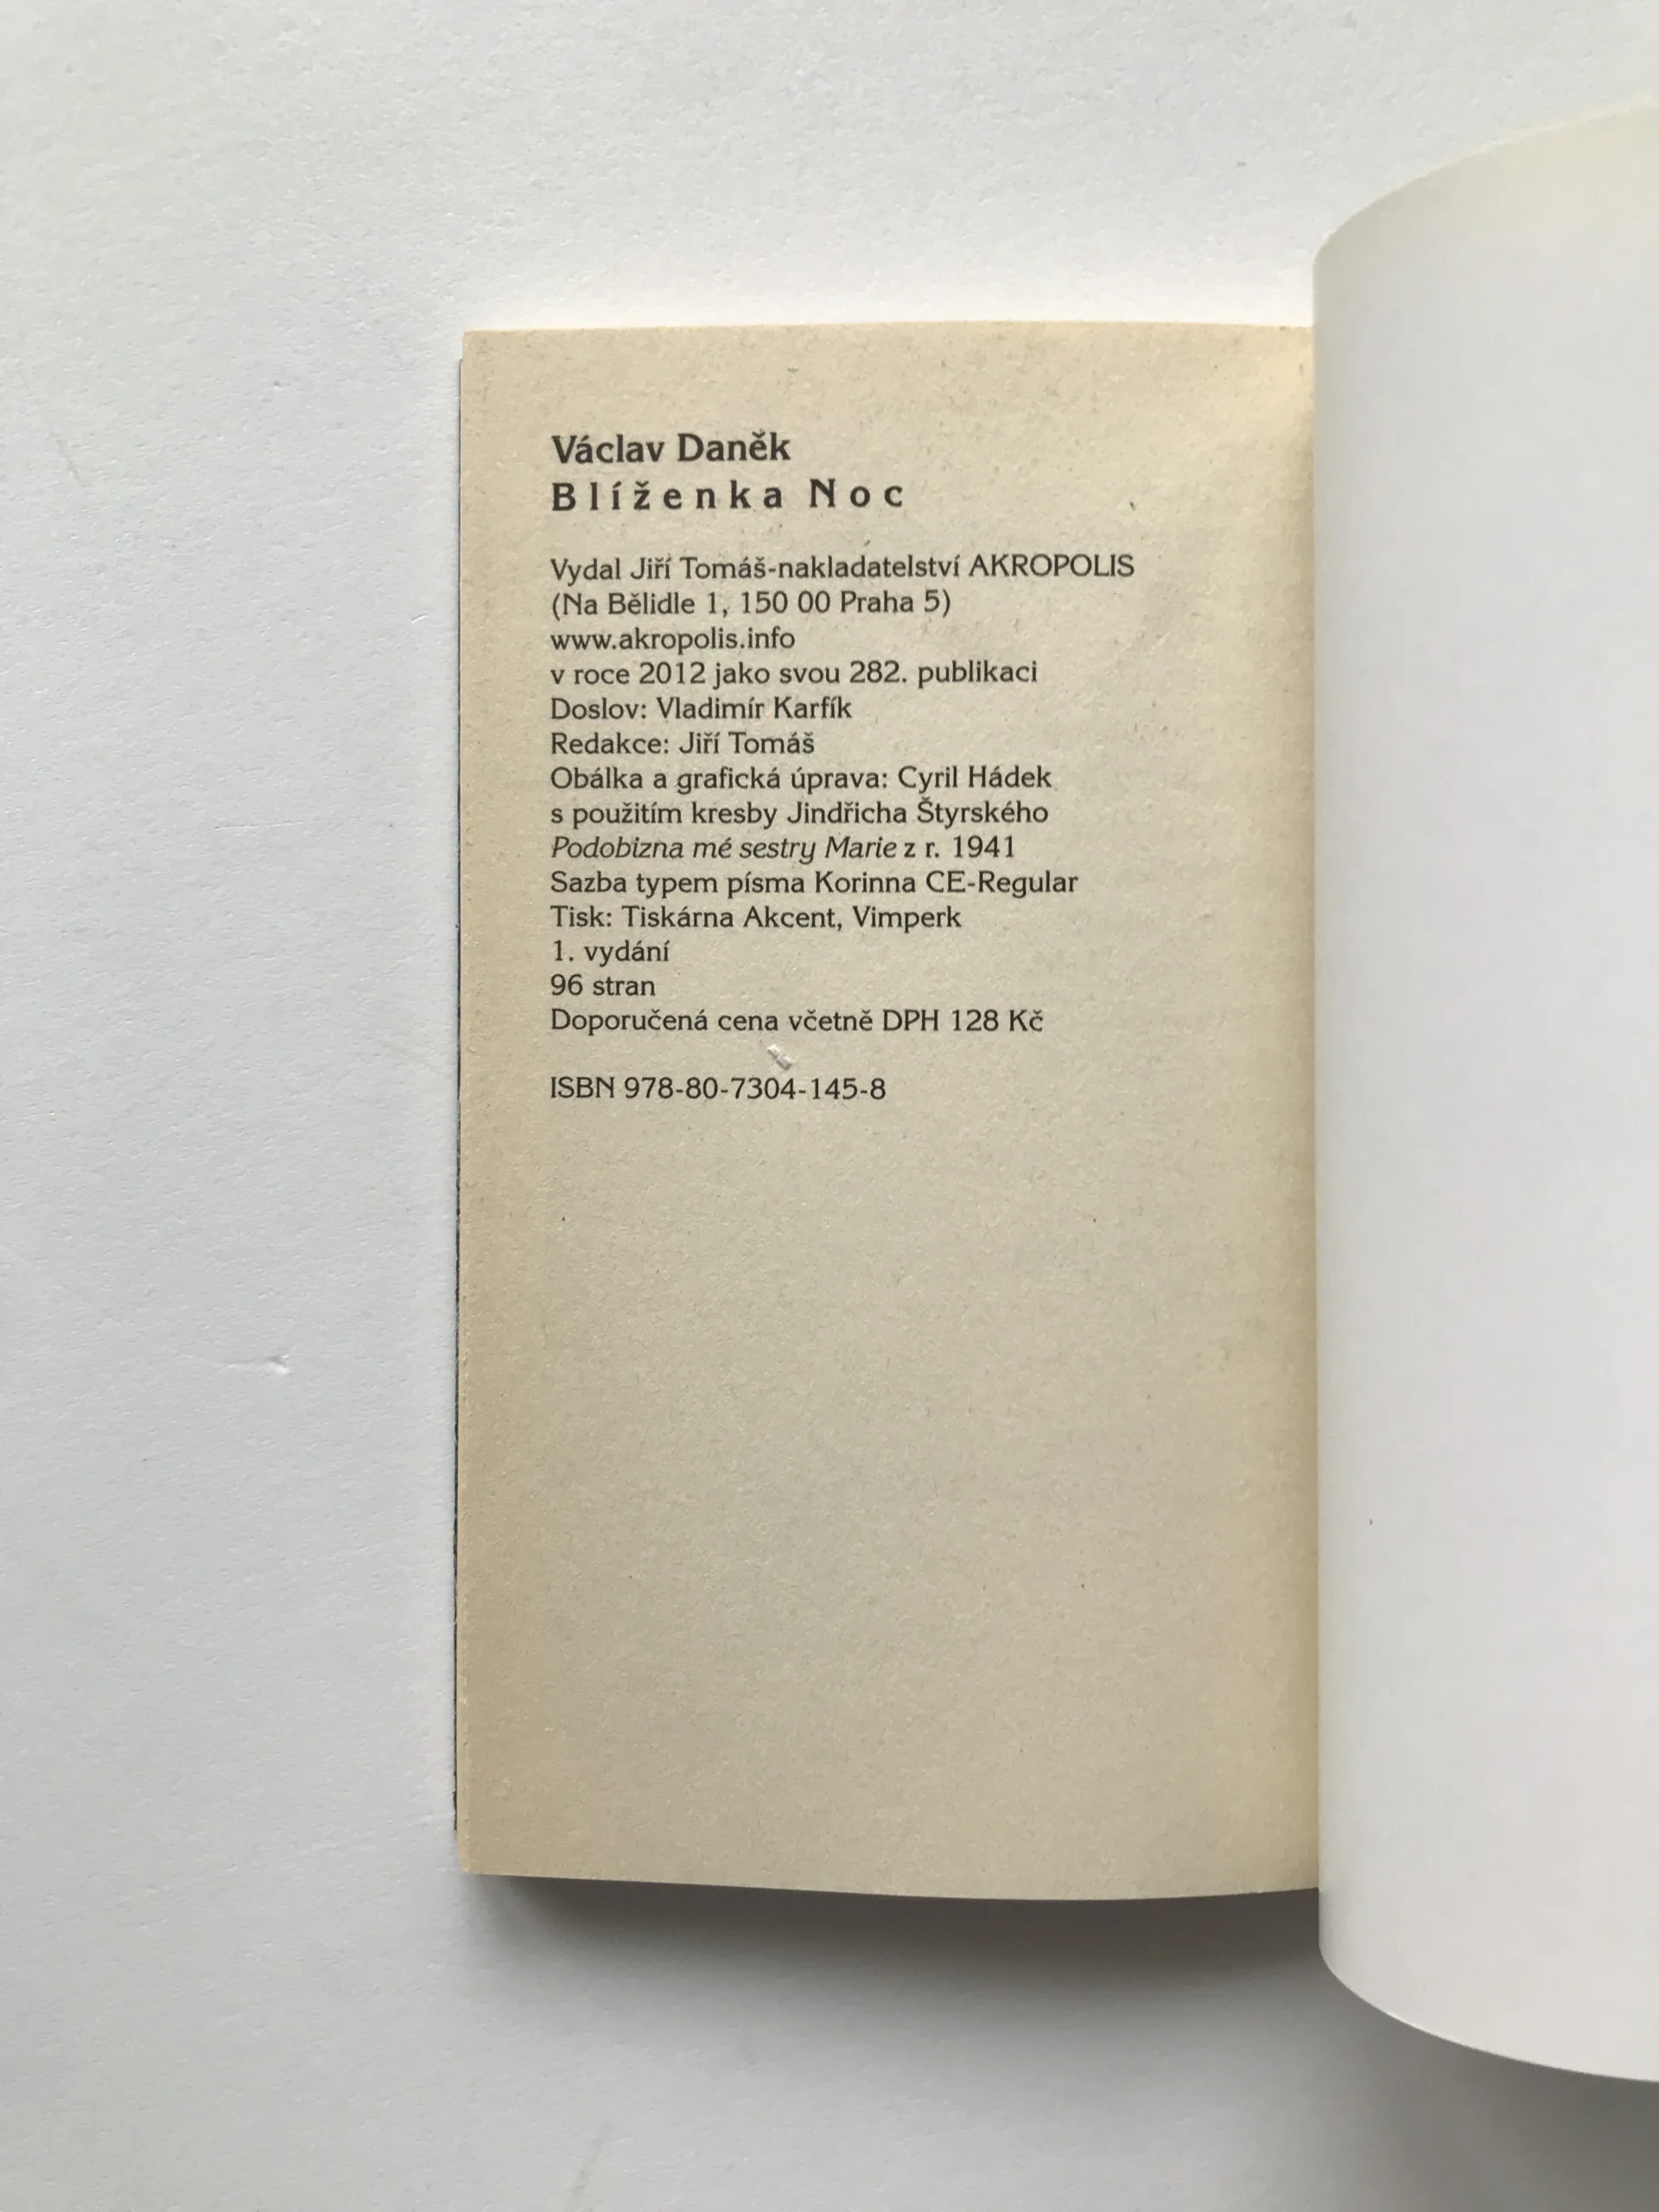 Václav Daněk
Blíženka Noc
Vydal Jiří Tomáš-nakladatelství AKROPOLIS
(Na Bělidle 1, 150 00 Praha 5)
www.akropolis.info
v roce 2012 jako svou 282. publikaci
Doslov: Vladimír Karfík
Redakce: Jiří Tomáš
Obálka a grafická úprava: Cyril Hádek
s použitím kresby Jindřicha Štyrského
Podobizna mé sestry Marie z r. 1941
Sazba typem písma Korinna CE-Regular
Tisk: Tiskárna Akcent, Vimperk
1. vydání
96 stran
Doporučená cena včetně DPH 128 Kč
ISBN 978-80-7304-145-8